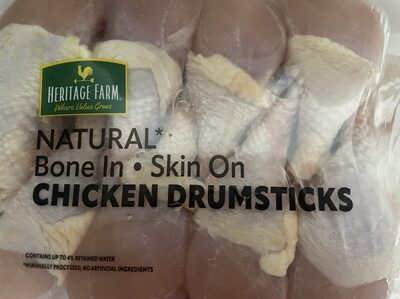 HERITAGE FARM®
Where Value Grows
NATURAL*
Bone In • Skin On
CHICKEN DRUMSTICKS
CONTAINS UP TO 4% RETAINED WATER
*MINIMALLY PROCESSED, NO ARTIFICIAL INGREDIENTS